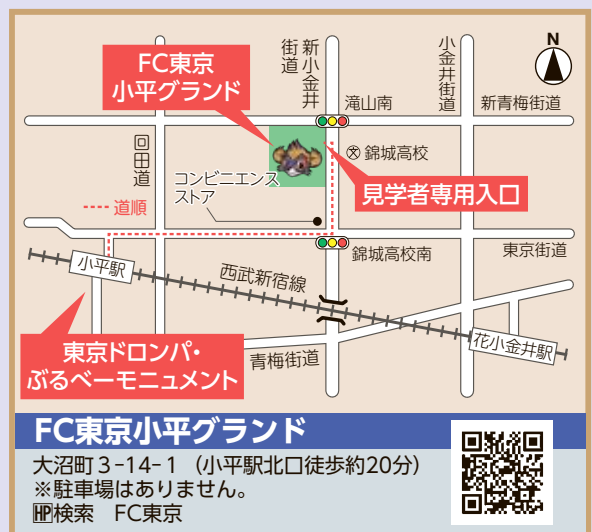 N
FC東京
小平グランド
新小金井
街道
小金井街道
滝山南
新青梅街道
回田道
㊫錦城高校
コンビニエンス
ストア
見学者専用入口
道順
錦城高校南
東京街道
小平駅
西武新宿線
花小金井駅
東京ドロンパ・
ぶるべーモニュメント
青梅街道
FC東京小平グランド
大沼町3-14-1 (小平駅北口徒歩約20分)
※駐車場はありません。
HP検索 FC東京